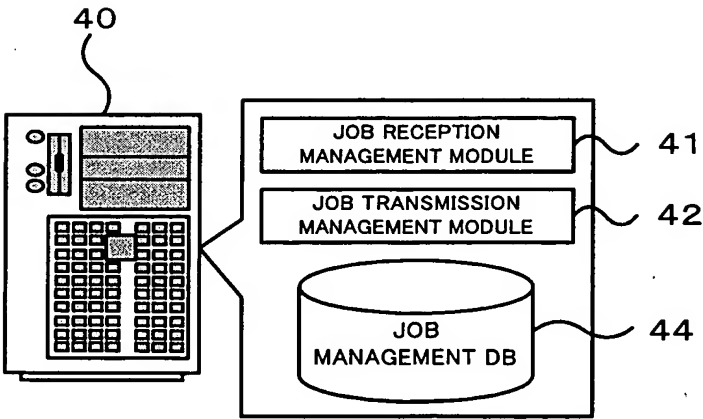 40
JOB RECEPTION
MANAGEMENT MODULE
41
JOB TRANSMISSION
MANAGEMENT MODULE
42
JOB
MANAGEMENT DB
44